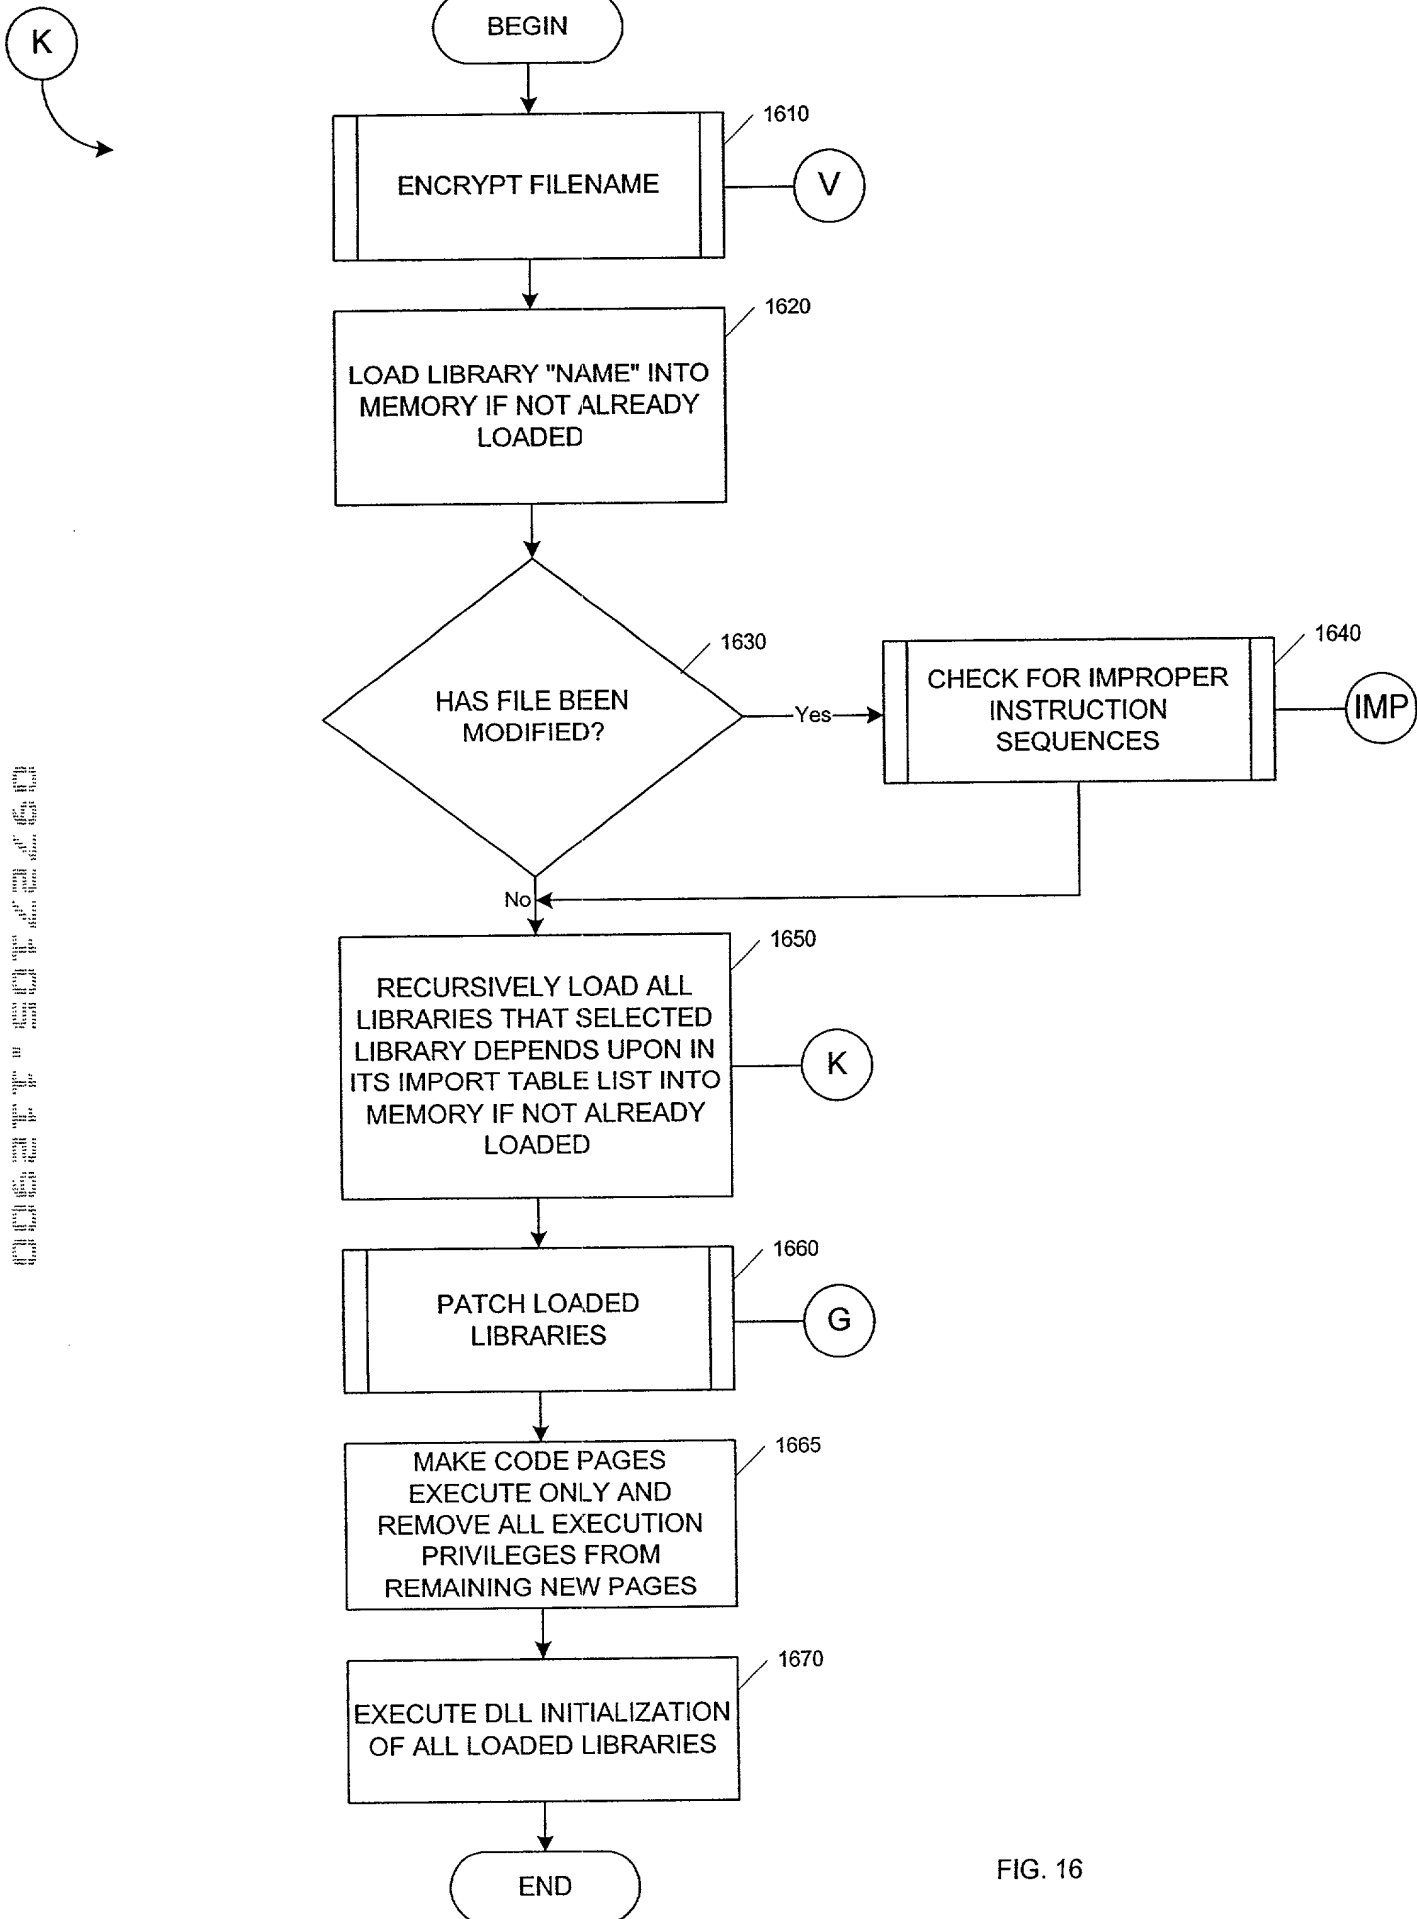 K
BEGIN
1610
ENCRYPT FILENAME
V
1620
LOAD LIBRARY "NAME" INTO
MEMORY IF NOT ALREADY
LOADED
1630
HAS FILE BEEN
MODIFIED?
Yes
1640
CHECK FOR IMPROPER
INSTRUCTION
SEQUENCES
IMP
No
1650
RECURSIVELY LOAD ALL
LIBRARIES THAT SELECTED
LIBRARY DEPENDS UPON IN
ITS IMPORT TABLE LIST INTO
MEMORY IF NOT ALREADY
LOADED
K
1660
PATCH LOADED
LIBRARIES
G
1665
MAKE CODE PAGES
EXECUTE ONLY AND
REMOVE ALL EXECUTION
PRIVILEGES FROM
REMAINING NEW PAGES
1670
EXECUTE DLL INITIALIZATION
OF ALL LOADED LIBRARIES
END
FIG. 16
09727105.112900